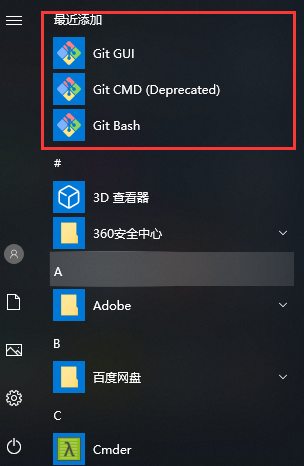 最近添加
Git GUI
Git CMD (Deprecated)
Git Bash
#
3D 查看器
360安全中心
A
Adobe
B
百度网盘
C
Cmder